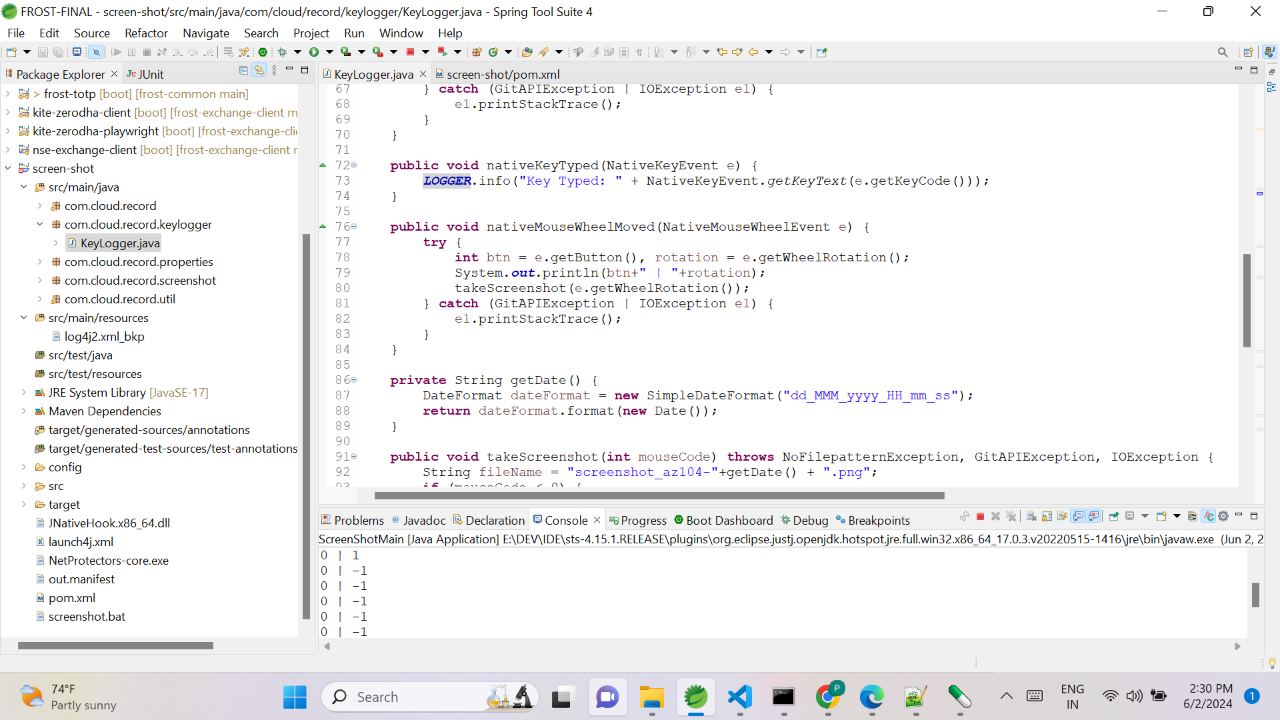 FROST-FINAL - screen-shot/src/main/java/com/cloud/record/keylogger/KeyLogger.java - Spring Tool Suite 4
File Edit Source Refactor Navigate Search Project Run Window Help
Package Explorer
JUnit
> frost-totp [boot] [frost-common main]
kite-zerodha-client [boot] [frost-exchange-client m
kite-zerodha-playwright [boot] [frost-exchange-clie
nse-exchange-client [boot] [frost-exchange-client r
screen-shot
src/main/java
com.cloud.record
com.cloud.record.keylogger
KeyLogger.java
com.cloud.record.properties
com.cloud.record.screenshot
com.cloud.record.util
src/main/resources
log4j2.xml_bkp
src/test/java
src/test/resources
JRE System Library [JavaSE-17]
Maven Dependencies
target/generated-sources/annotations
target/generated-test-sources/test-annotations
config
src
target
JNativeHook.x86_64.dll
launch4j.xml
NetProtectors-core.exe
out.manifest
pom.xml
screenshot.bat
KeyLogger.java
screen-shot/pom.xml
67 } catch (GitAPIException | IOException e1) {
68 e1.printStackTrace();
69 }
70 }
71
72 public void nativeKeyTyped(NativeKeyEvent e) {
73 LOGGER.info("Key Typed: " + NativeKeyEvent.getKeyText(e.getKeyCode()));
74 }
75
76 public void nativeMouseWheelMoved(NativeMouseWheelEvent e) {
77 try {
78 int btn = e.getButton(), rotation = e.getWheelRotation();
79 System.out.println(btn+" | "+rotation);
80 takeScreenshot(e.getWheelRotation());
81 } catch (GitAPIException | IOException e1) {
82 e1.printStackTrace();
83 }
84 }
85
86 private String getDate() {
87 DateFormat dateFormat = new SimpleDateFormat("dd_MMM_yyyy_HH_mm_ss");
88 return dateFormat.format(new Date());
89 }
90
91 public void takeScreenshot(int mouseCode) throws NoFilepatternException, GitAPIException, IOException {
92 String fileName = "screenshot_az104-"+getDate() + ".png";
93 if (mouseCode < 0) {
Problems Javadoc Declaration Console Progress Boot Dashboard Debug Breakpoints
ScreenShotMain [Java Application] E:\DEV\IDE\sts-4.15.1.RELEASE\plugins\org.eclipse.justj.openjdk.hotspot.jre.full.win32.x86_64_17.0.3.v20220515-1416\jre\bin\javaw.exe (Jun 2, 2
0 | 1
0 | -1
0 | -1
0 | -1
0 | -1
0 | -1
74°F
Partly sunny
Search
P
ENG
IN
2:30 PM
6/2/2024
1